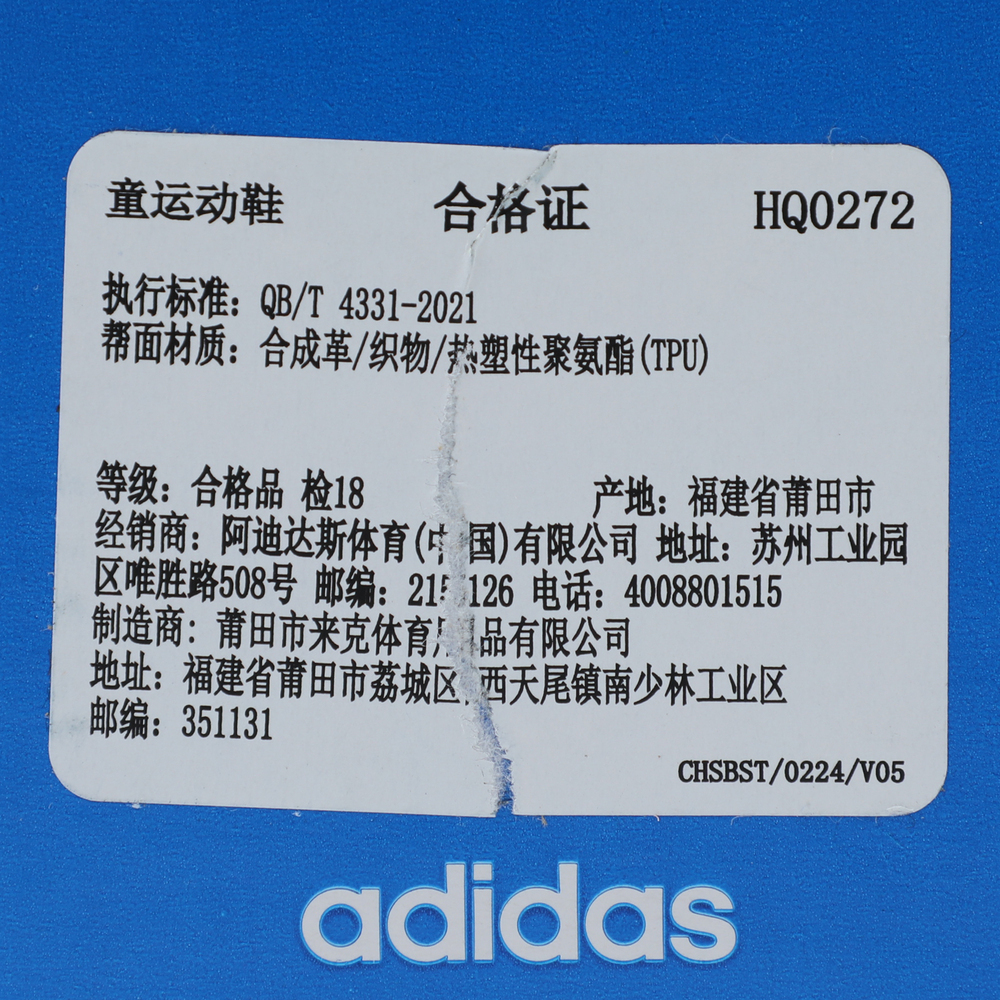 童运动鞋 合格证 HQ0272
执行标准：QB/T 4331-2021
帮面材质：合成革/织物/热塑性聚氨酯(TPU)
等级：合格品 检18 产地：福建省莆田市
经销商：阿迪达斯体育(中国)有限公司 地址：苏州工业园
区唯胜路508号 邮编：215126 电话：4008801515
制造商：莆田市来克体育用品有限公司
地址：福建省莆田市荔城区西天尾镇南少林工业区
邮编：351131
CHSBST/0224/V05
adidas